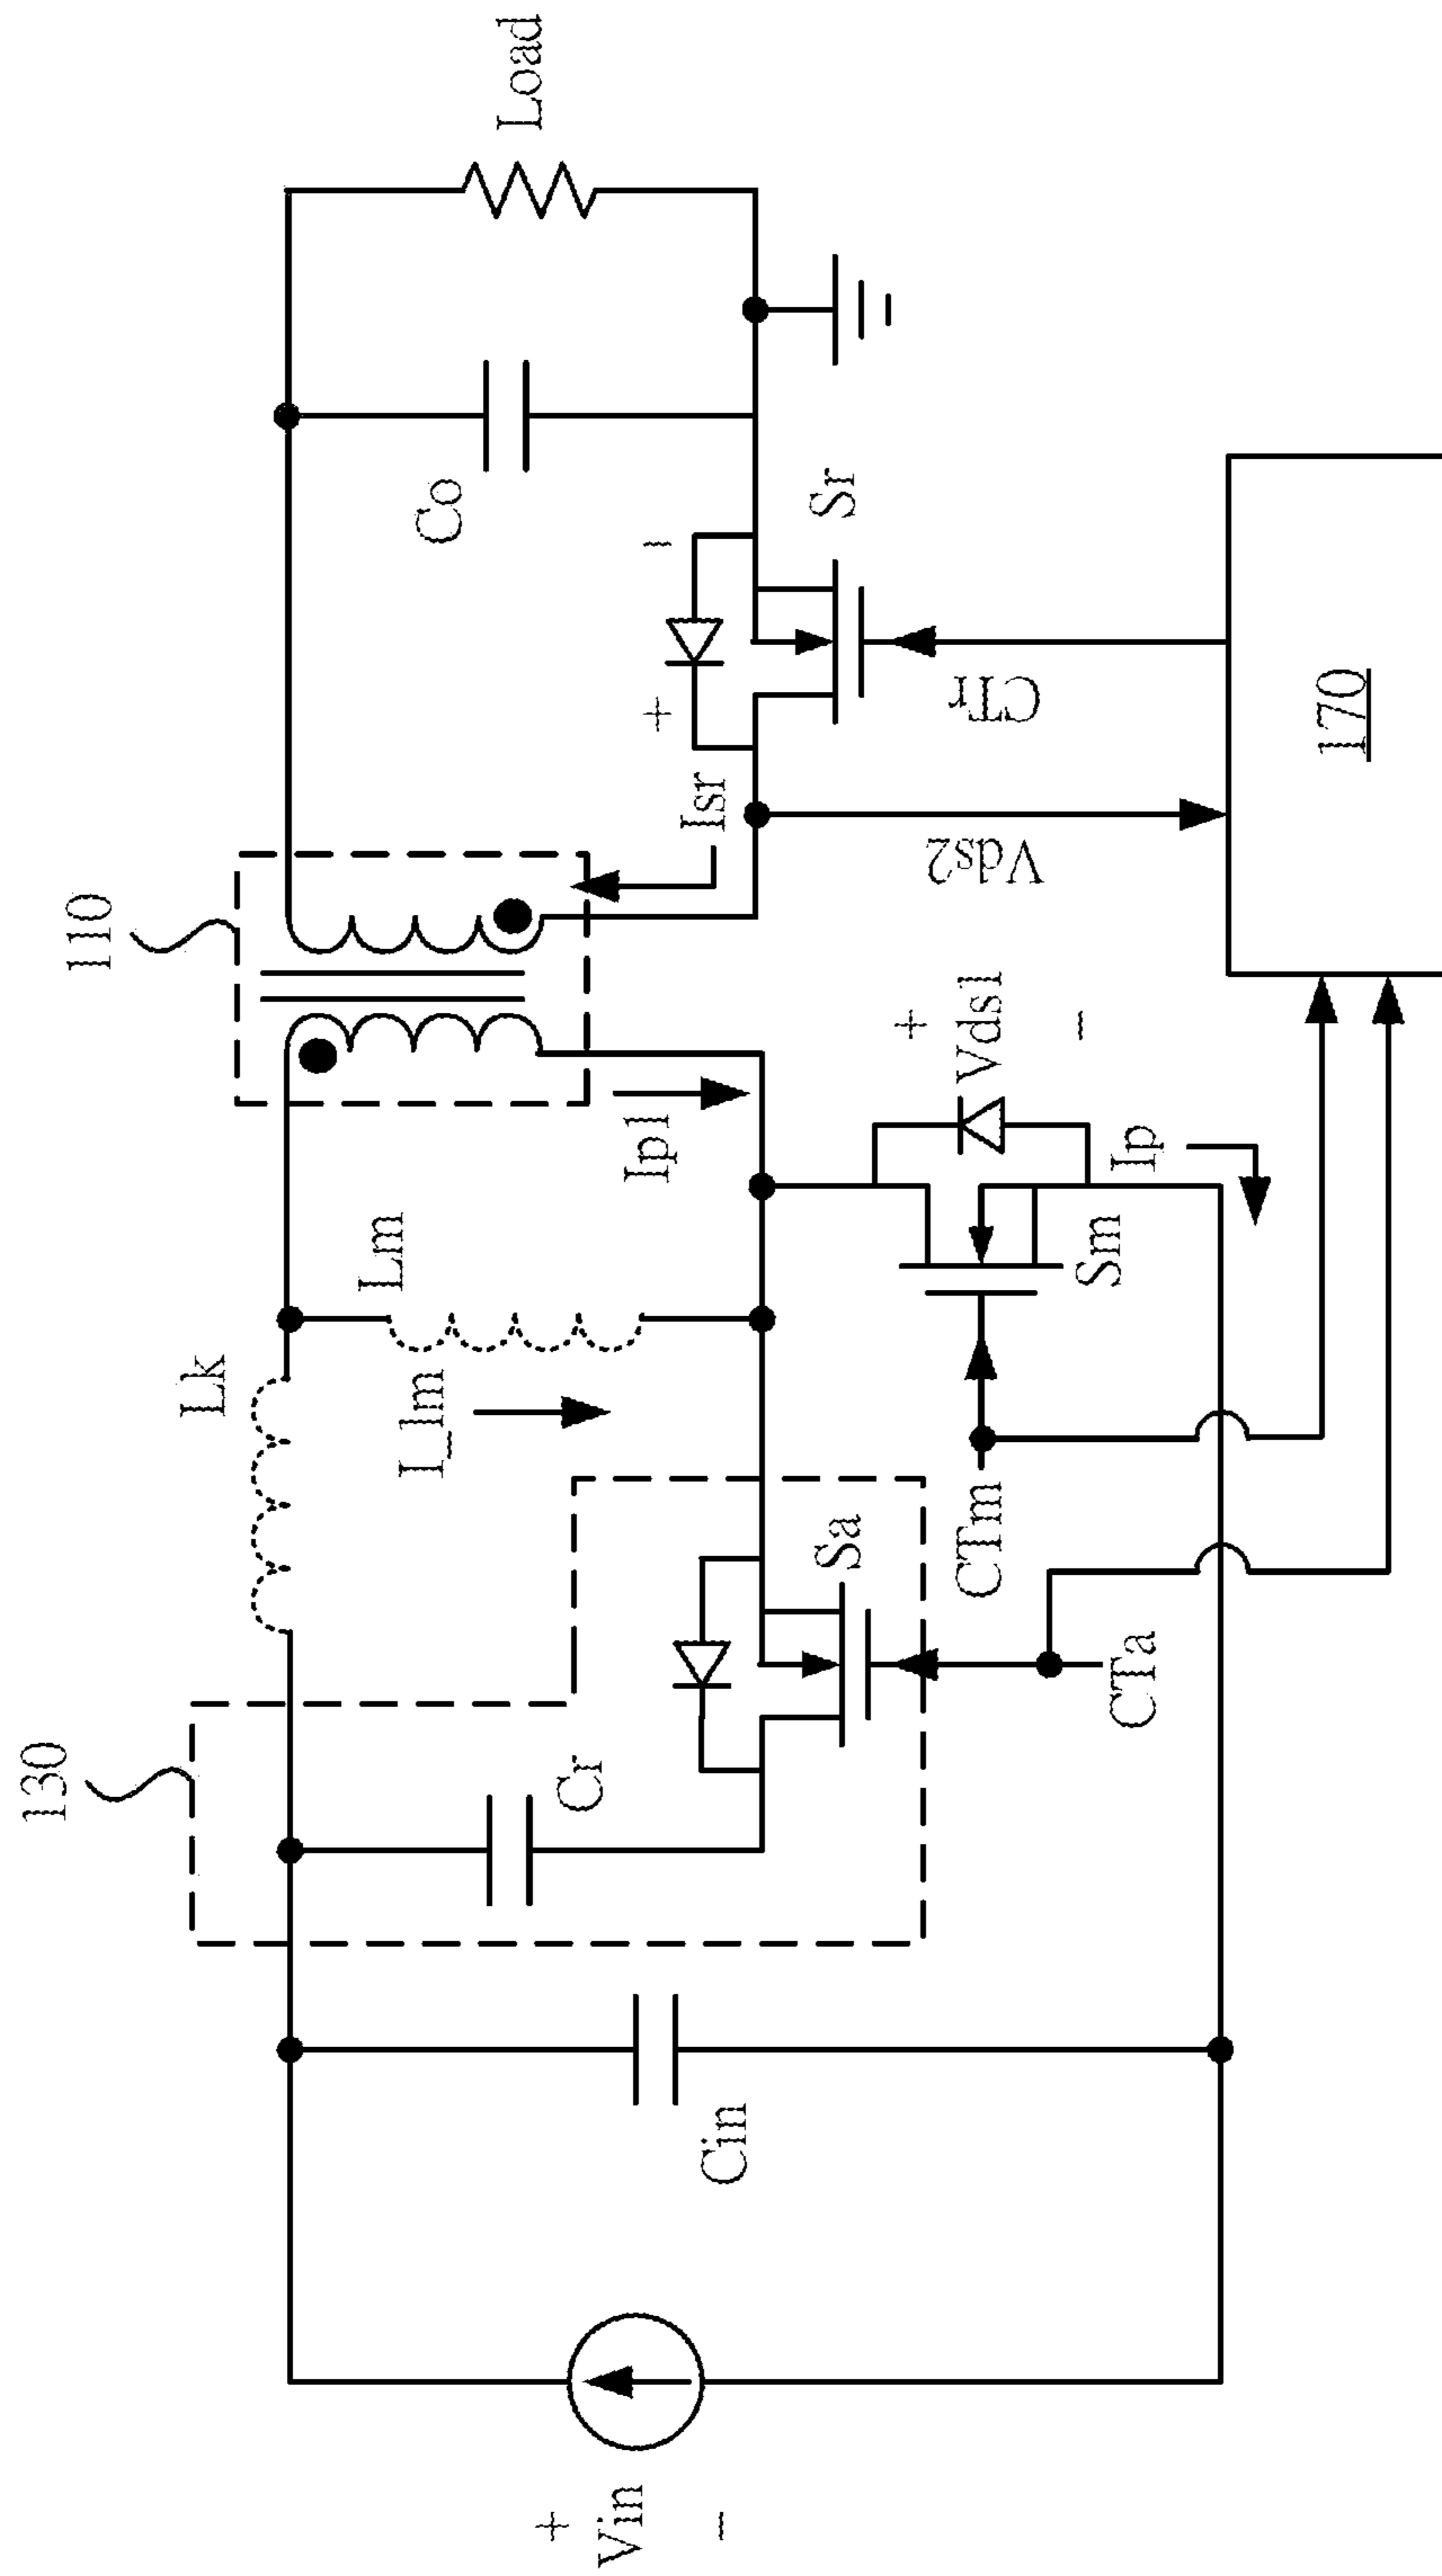 130
110
Lk
Lm
I_lm
Ip1
Isr
Co
Load
+
Vin
−
Cin
Cr
Sa
CTa
CTm
Sm
+
Vds1
−
Ip
+
−
Sr
Vds2
CTr
170